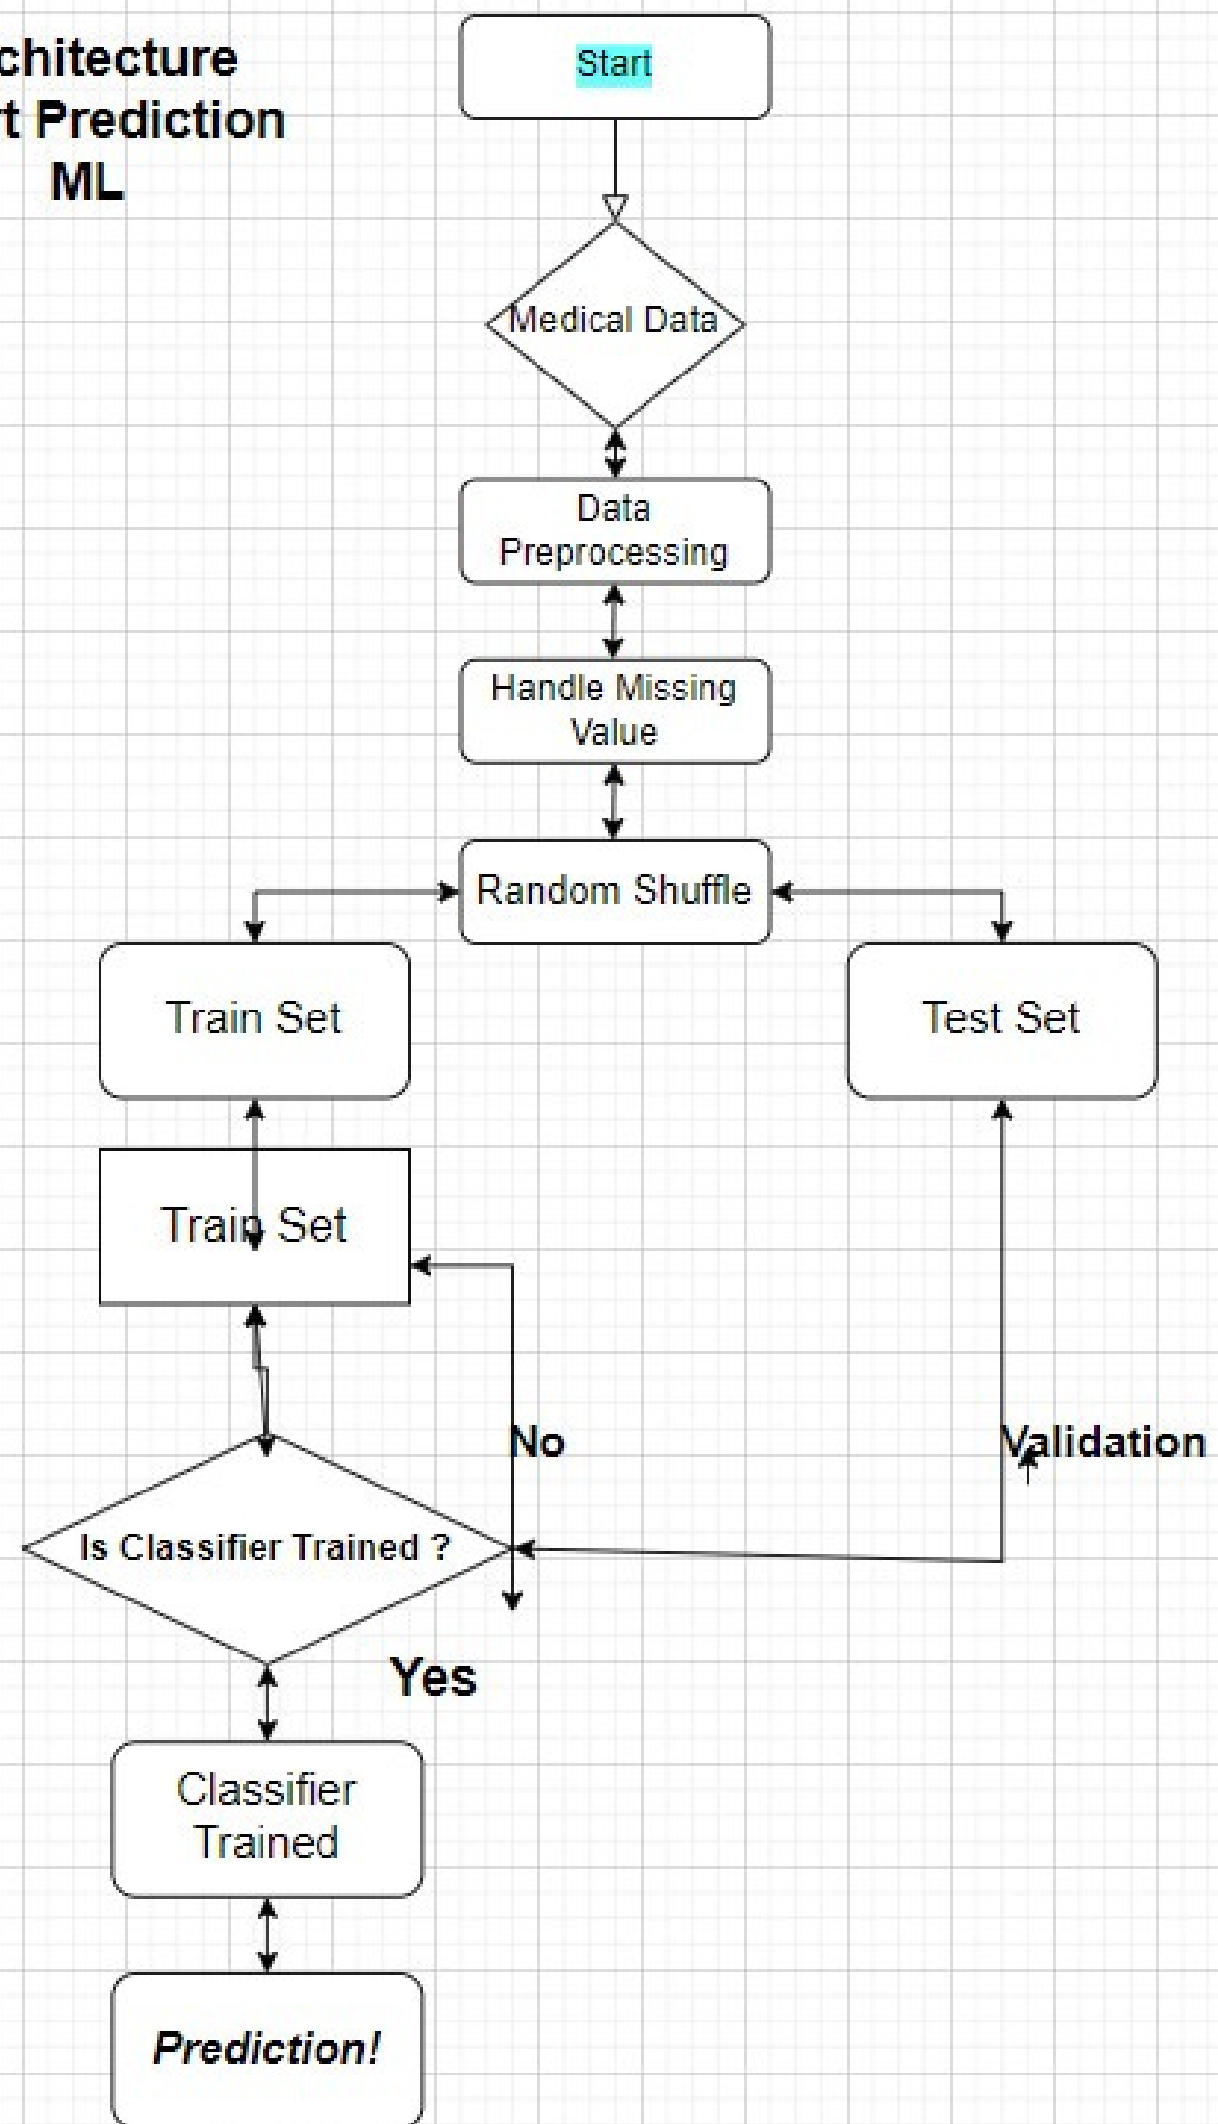 chitecture
t Prediction
ML
Start
Medical Data
Data
Preprocessing
Handle Missing
Value
Random Shuffle
Train Set
Test Set
Train Set
No
Validation
Is Classifier Trained ?
Yes
Classifier
Trained
Prediction!